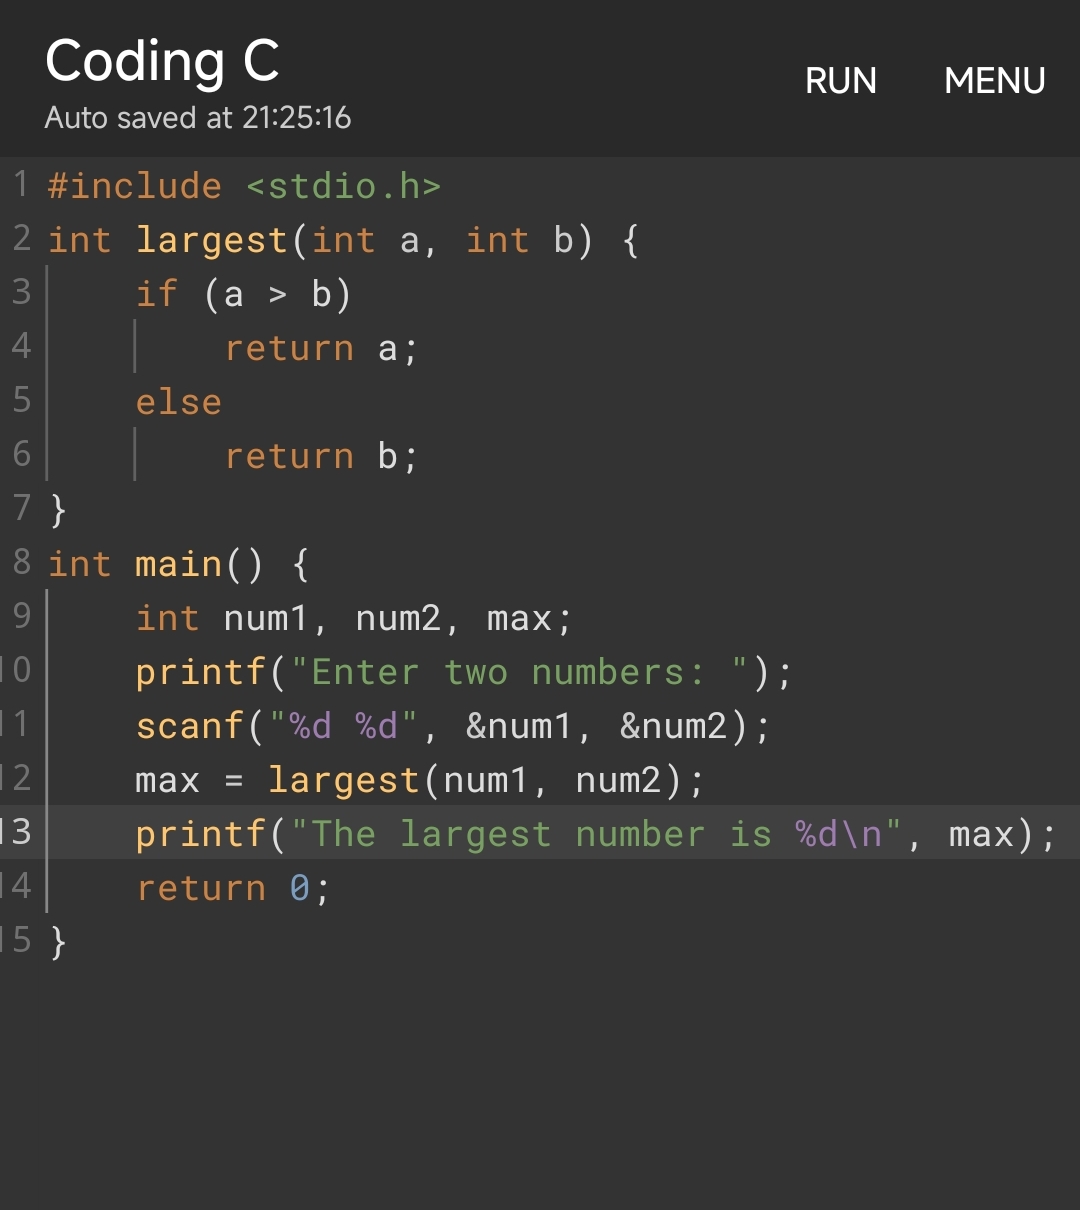 Coding C
Auto saved at 21:25:16
RUN MENU
1 #include <stdio.h>
2 int largest(int a, int b) {
3     if (a > b)
4         return a;
5     else
6         return b;
7 }
8 int main() {
9     int num1, num2, max;
10     printf("Enter two numbers: ");
11     scanf("%d %d", &num1, &num2);
12     max = largest(num1, num2);
13     printf("The largest number is %d\n", max);
14     return 0;
15 }